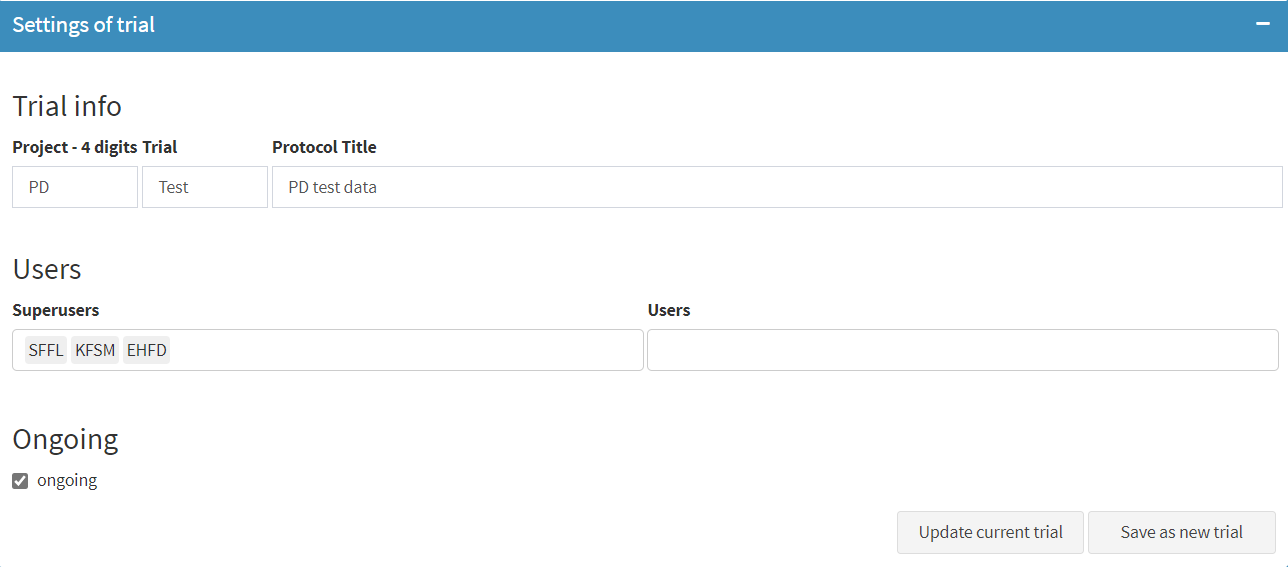 Settings of trial
Trial info
Project - 4 digits Trial Protocol Title
PD Test PD test data
Users
Superusers Users
SFFL KFSM EHFD
Ongoing
ongoing
Update current trial Save as new trial